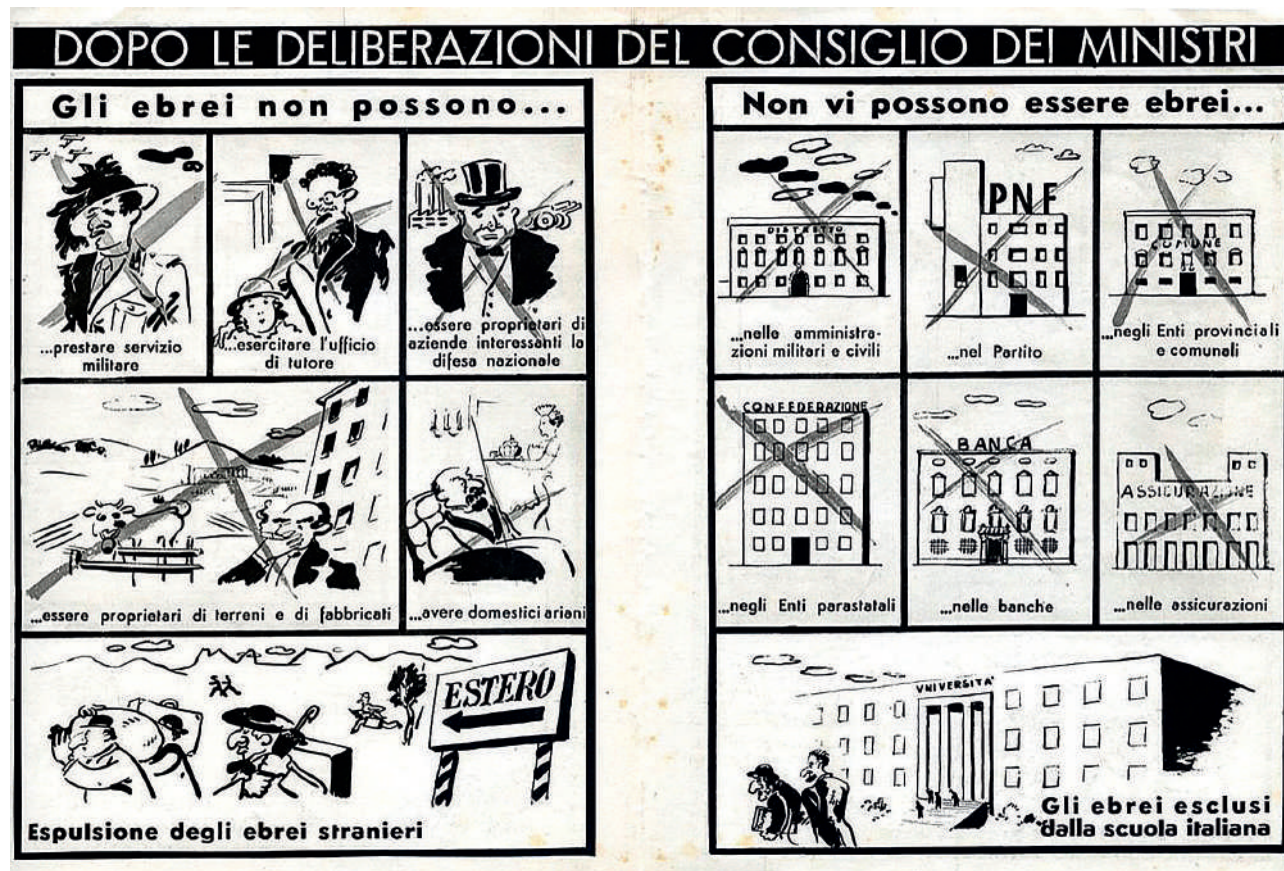 DOPO LE DELIBERAZIONI DEL CONSIGLIO DEI MINISTRI
Gli ebrei non possono...
...prestare servizio
militare
...esercitare l'ufficio
di tutore
...essere proprietari di
aziende interessanti la
difesa nazionale
...essere proprietari di terreni e di fabbricati
...avere domestici ariani
ESTERO
Espulsione degli ebrei stranieri
Non vi possono essere ebrei...
DISTRETTO
...nelle amministra-
zioni militari e civili
PNF
...nel Partito
COMUNE
...negli Enti provinciali
e comunali
CONFEDERAZIONE
...negli Enti parastatali
BANCA
...nelle banche
ASSICURAZIONE
...nelle assicurazioni
VNIVERSITA'
Gli ebrei esclusi
dalla scuola italiana